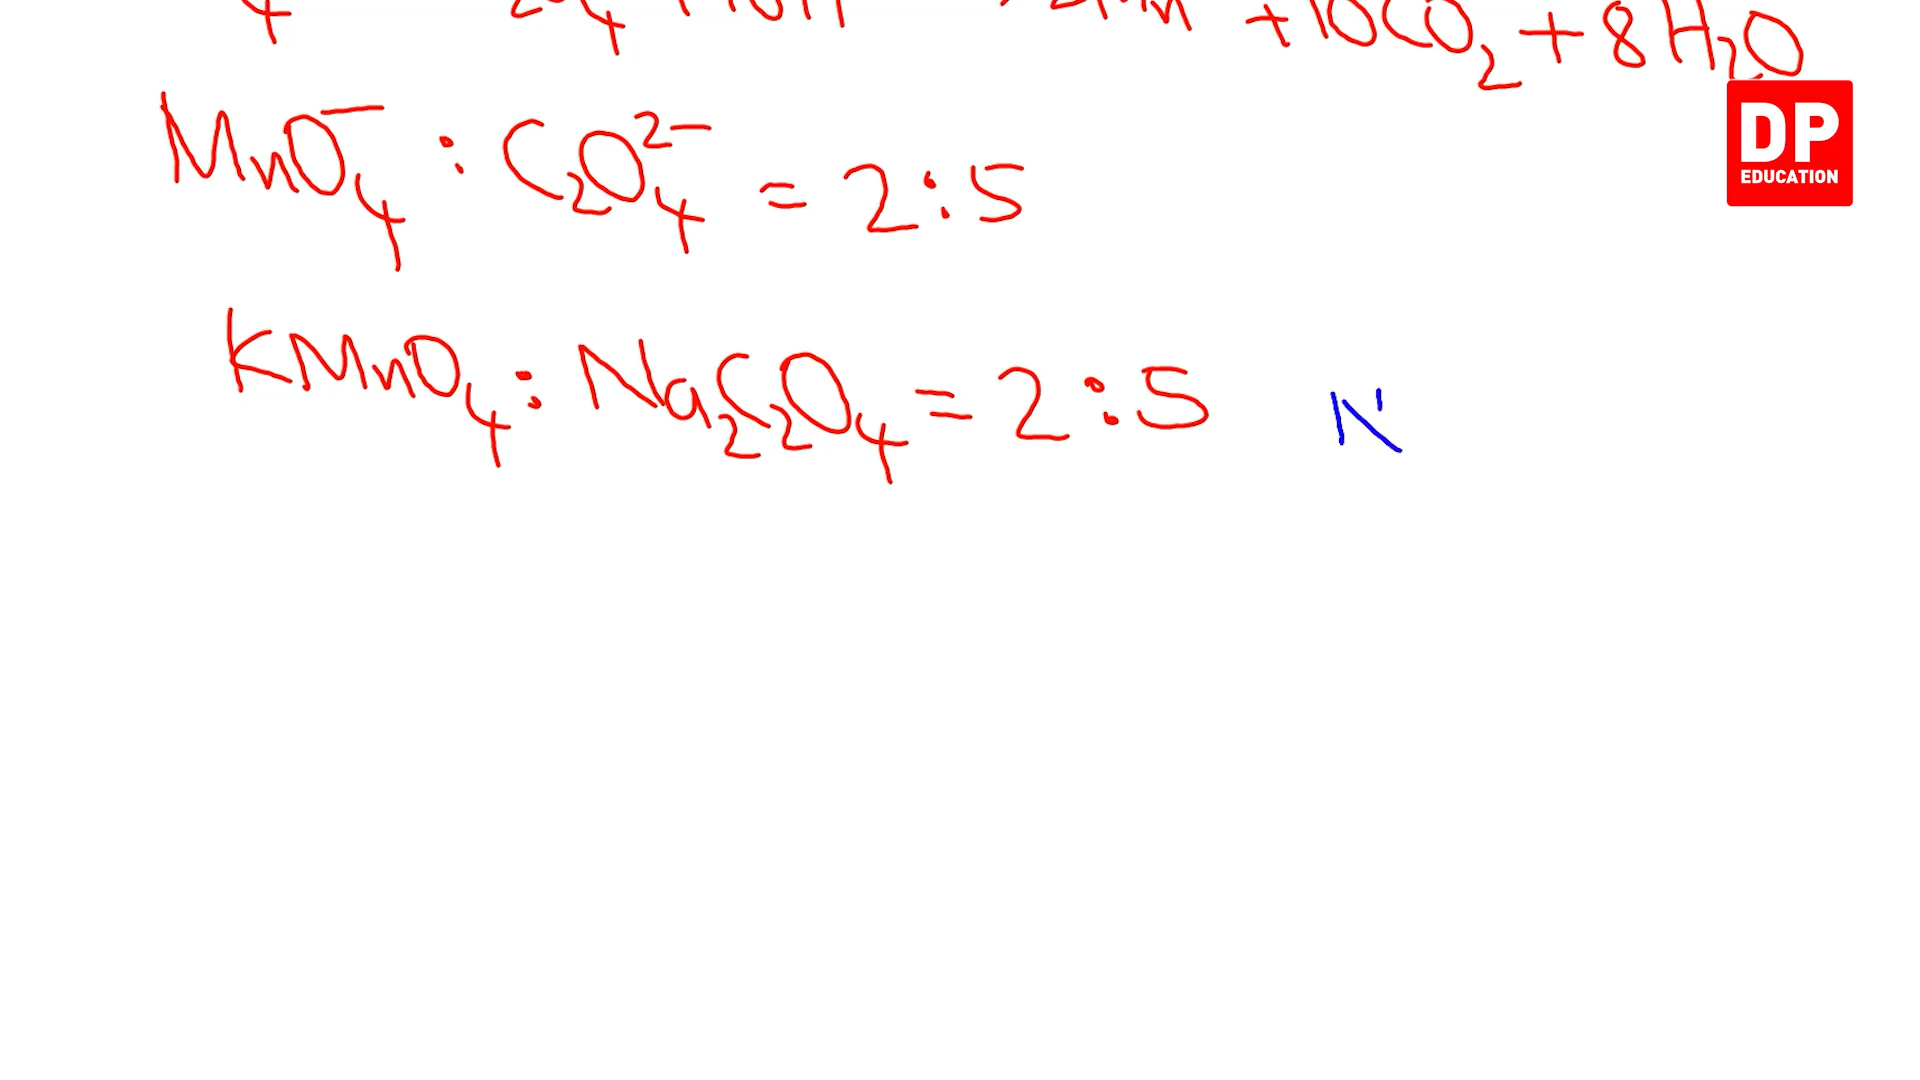 +10CO₂+8H₂O
MnO₄⁻ : C₂O₄²⁻ = 2:5
KMnO₄ : Na₂C₂O₄ = 2:5
DP
EDUCATION